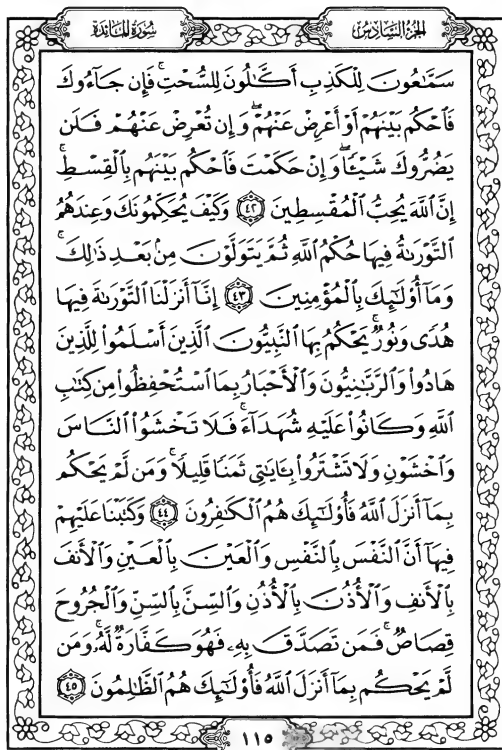 الجزء السادس
سورة المائدة
سَمَّٰعُونَ لِلْكَذِبِ أَكَّٰلُونَ لِلسُّحْتِ ۚ فَإِن جَآءُوكَ
فَٱحْكُم بَيْنَهُمْ أَوْ أَعْرِضْ عَنْهُمْ ۖ وَإِن تُعْرِضْ عَنْهُمْ فَلَن
يَضُرُّوكَ شَيْـًٔا ۖ وَإِنْ حَكَمْتَ فَٱحْكُم بَيْنَهُم بِٱلْقِسْطِ ۚ
إِنَّ ٱللَّهَ يُحِبُّ ٱلْمُقْسِطِينَ ٤٢ وَكَيْفَ يُحَكِّمُونَكَ وَعِندَهُمُ
ٱلتَّوْرَىٰةُ فِيهَا حُكْمُ ٱللَّهِ ثُمَّ يَتَوَلَّوْنَ مِنۢ بَعْدِ ذَٰلِكَ ۚ
وَمَآ أُو۟لَٰٓئِكَ بِٱلْمُؤْمِنِينَ ٤٣ إِنَّآ أَنزَلْنَا ٱلتَّوْرَىٰةَ فِيهَا
هُدًى وَنُورٌ ۚ يَحْكُمُ بِهَا ٱلنَّبِيُّونَ ٱلَّذِينَ أَسْلَمُوا۟ لِلَّذِينَ
هَادُوا۟ وَٱلرَّبَّٰنِيُّونَ وَٱلْأَحْبَارُ بِمَا ٱسْتُحْفِظُوا۟ مِن كِتَٰبِ
ٱللَّهِ وَكَانُوا۟ عَلَيْهِ شُهَدَآءَ ۚ فَلَا تَخْشَوُا۟ ٱلنَّاسَ
وَٱخْشَوْنِ وَلَا تَشْتَرُوا۟ بِـَٔايَٰتِى ثَمَنًا قَلِيلًا ۚ وَمَن لَّمْ يَحْكُم
بِمَآ أَنزَلَ ٱللَّهُ فَأُو۟لَٰٓئِكَ هُمُ ٱلْكَٰفِرُونَ ٤٤ وَكَتَبْنَا عَلَيْهِمْ
فِيهَآ أَنَّ ٱلنَّفْسَ بِٱلنَّفْسِ وَٱلْعَيْنَ بِٱلْعَيْنِ وَٱلْأَنفَ
بِٱلْأَنفِ وَٱلْأُذُنَ بِٱلْأُذُنِ وَٱلسِّنَّ بِٱلسِّنِّ وَٱلْجُرُوحَ
قِصَاصٌ ۚ فَمَن تَصَدَّقَ بِهِۦ فَهُوَ كَفَّارَةٌ لَّهُۥ ۚ وَمَن
لَّمْ يَحْكُم بِمَآ أَنزَلَ ٱللَّهُ فَأُو۟لَٰٓئِكَ هُمُ ٱلظَّٰلِمُونَ ٤٥
١١٥